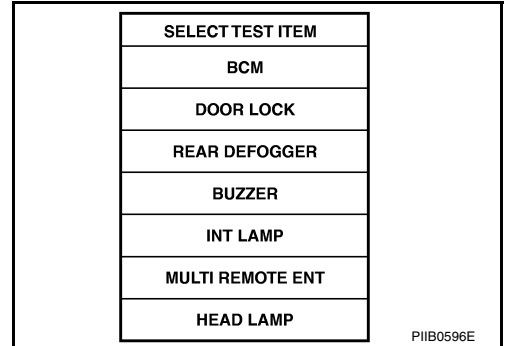 SELECT TEST ITEM
BCM
DOOR LOCK
REAR DEFOGGER
BUZZER
INT LAMP
MULTI REMOTE ENT
HEAD LAMP
PIIB0596E